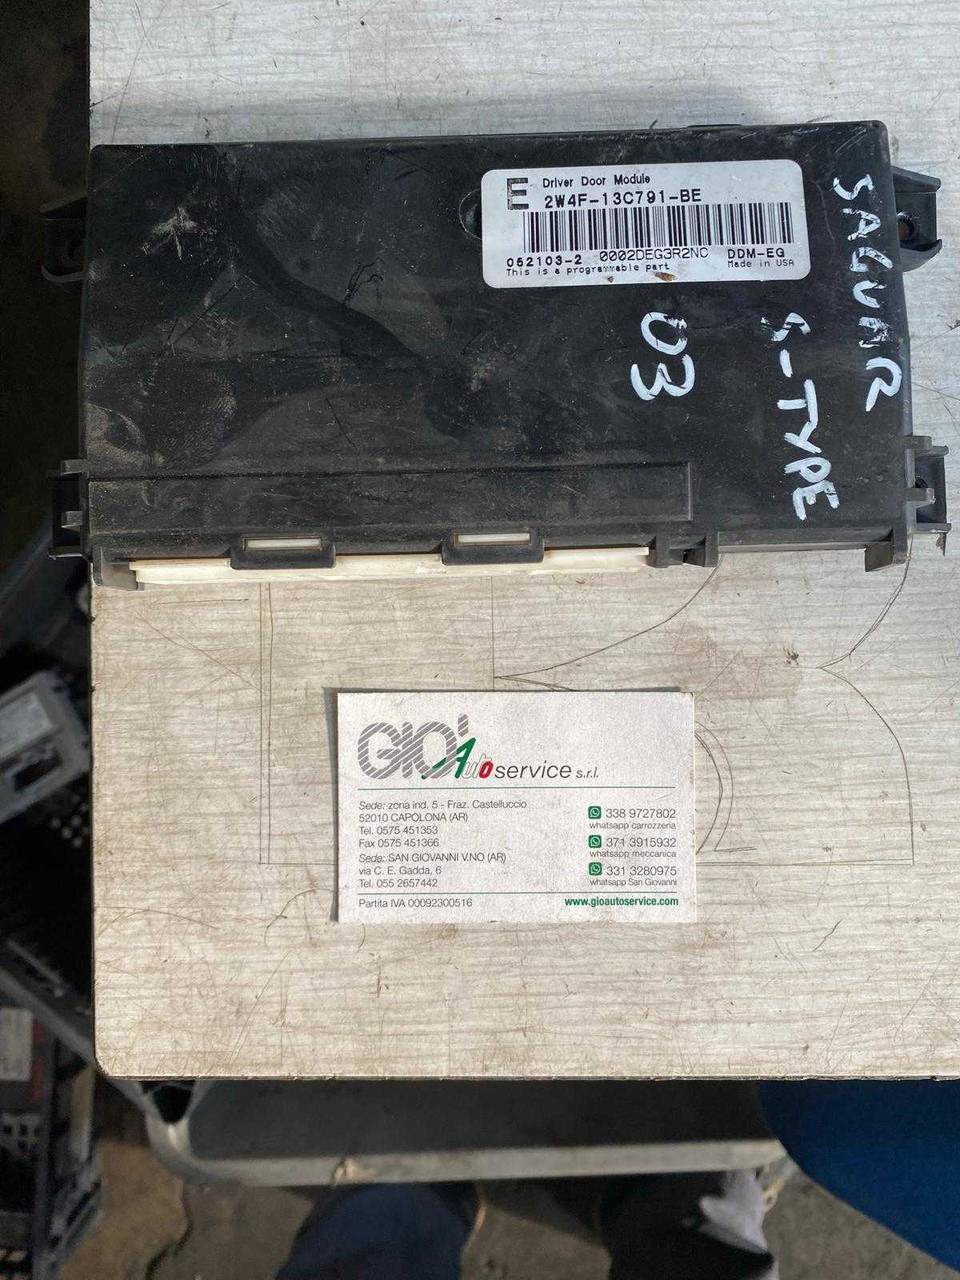 E Driver Door Module
2W4F-13C791-BE
052103-2 0002DEG3R2NC DDM-EG
This is a programmable part Made in USA
JAGUAR
S-TYPE
03
GIO' Auto service s.r.l.
Sede: zona ind. 5 - Fraz. Castelluccio
52010 CAPOLONA (AR)
Tel. 0575 451353
Fax 0575 451366
Sede: SAN GIOVANNI V.NO (AR)
via C. E. Gadda, 6
Tel. 055 2657442
Partita IVA 00092300516
338 9727802
whatsapp carrozzeria
371 3915932
whatsapp meccanica
331 3280975
whatsapp San Giovanni
www.gioautoservice.com